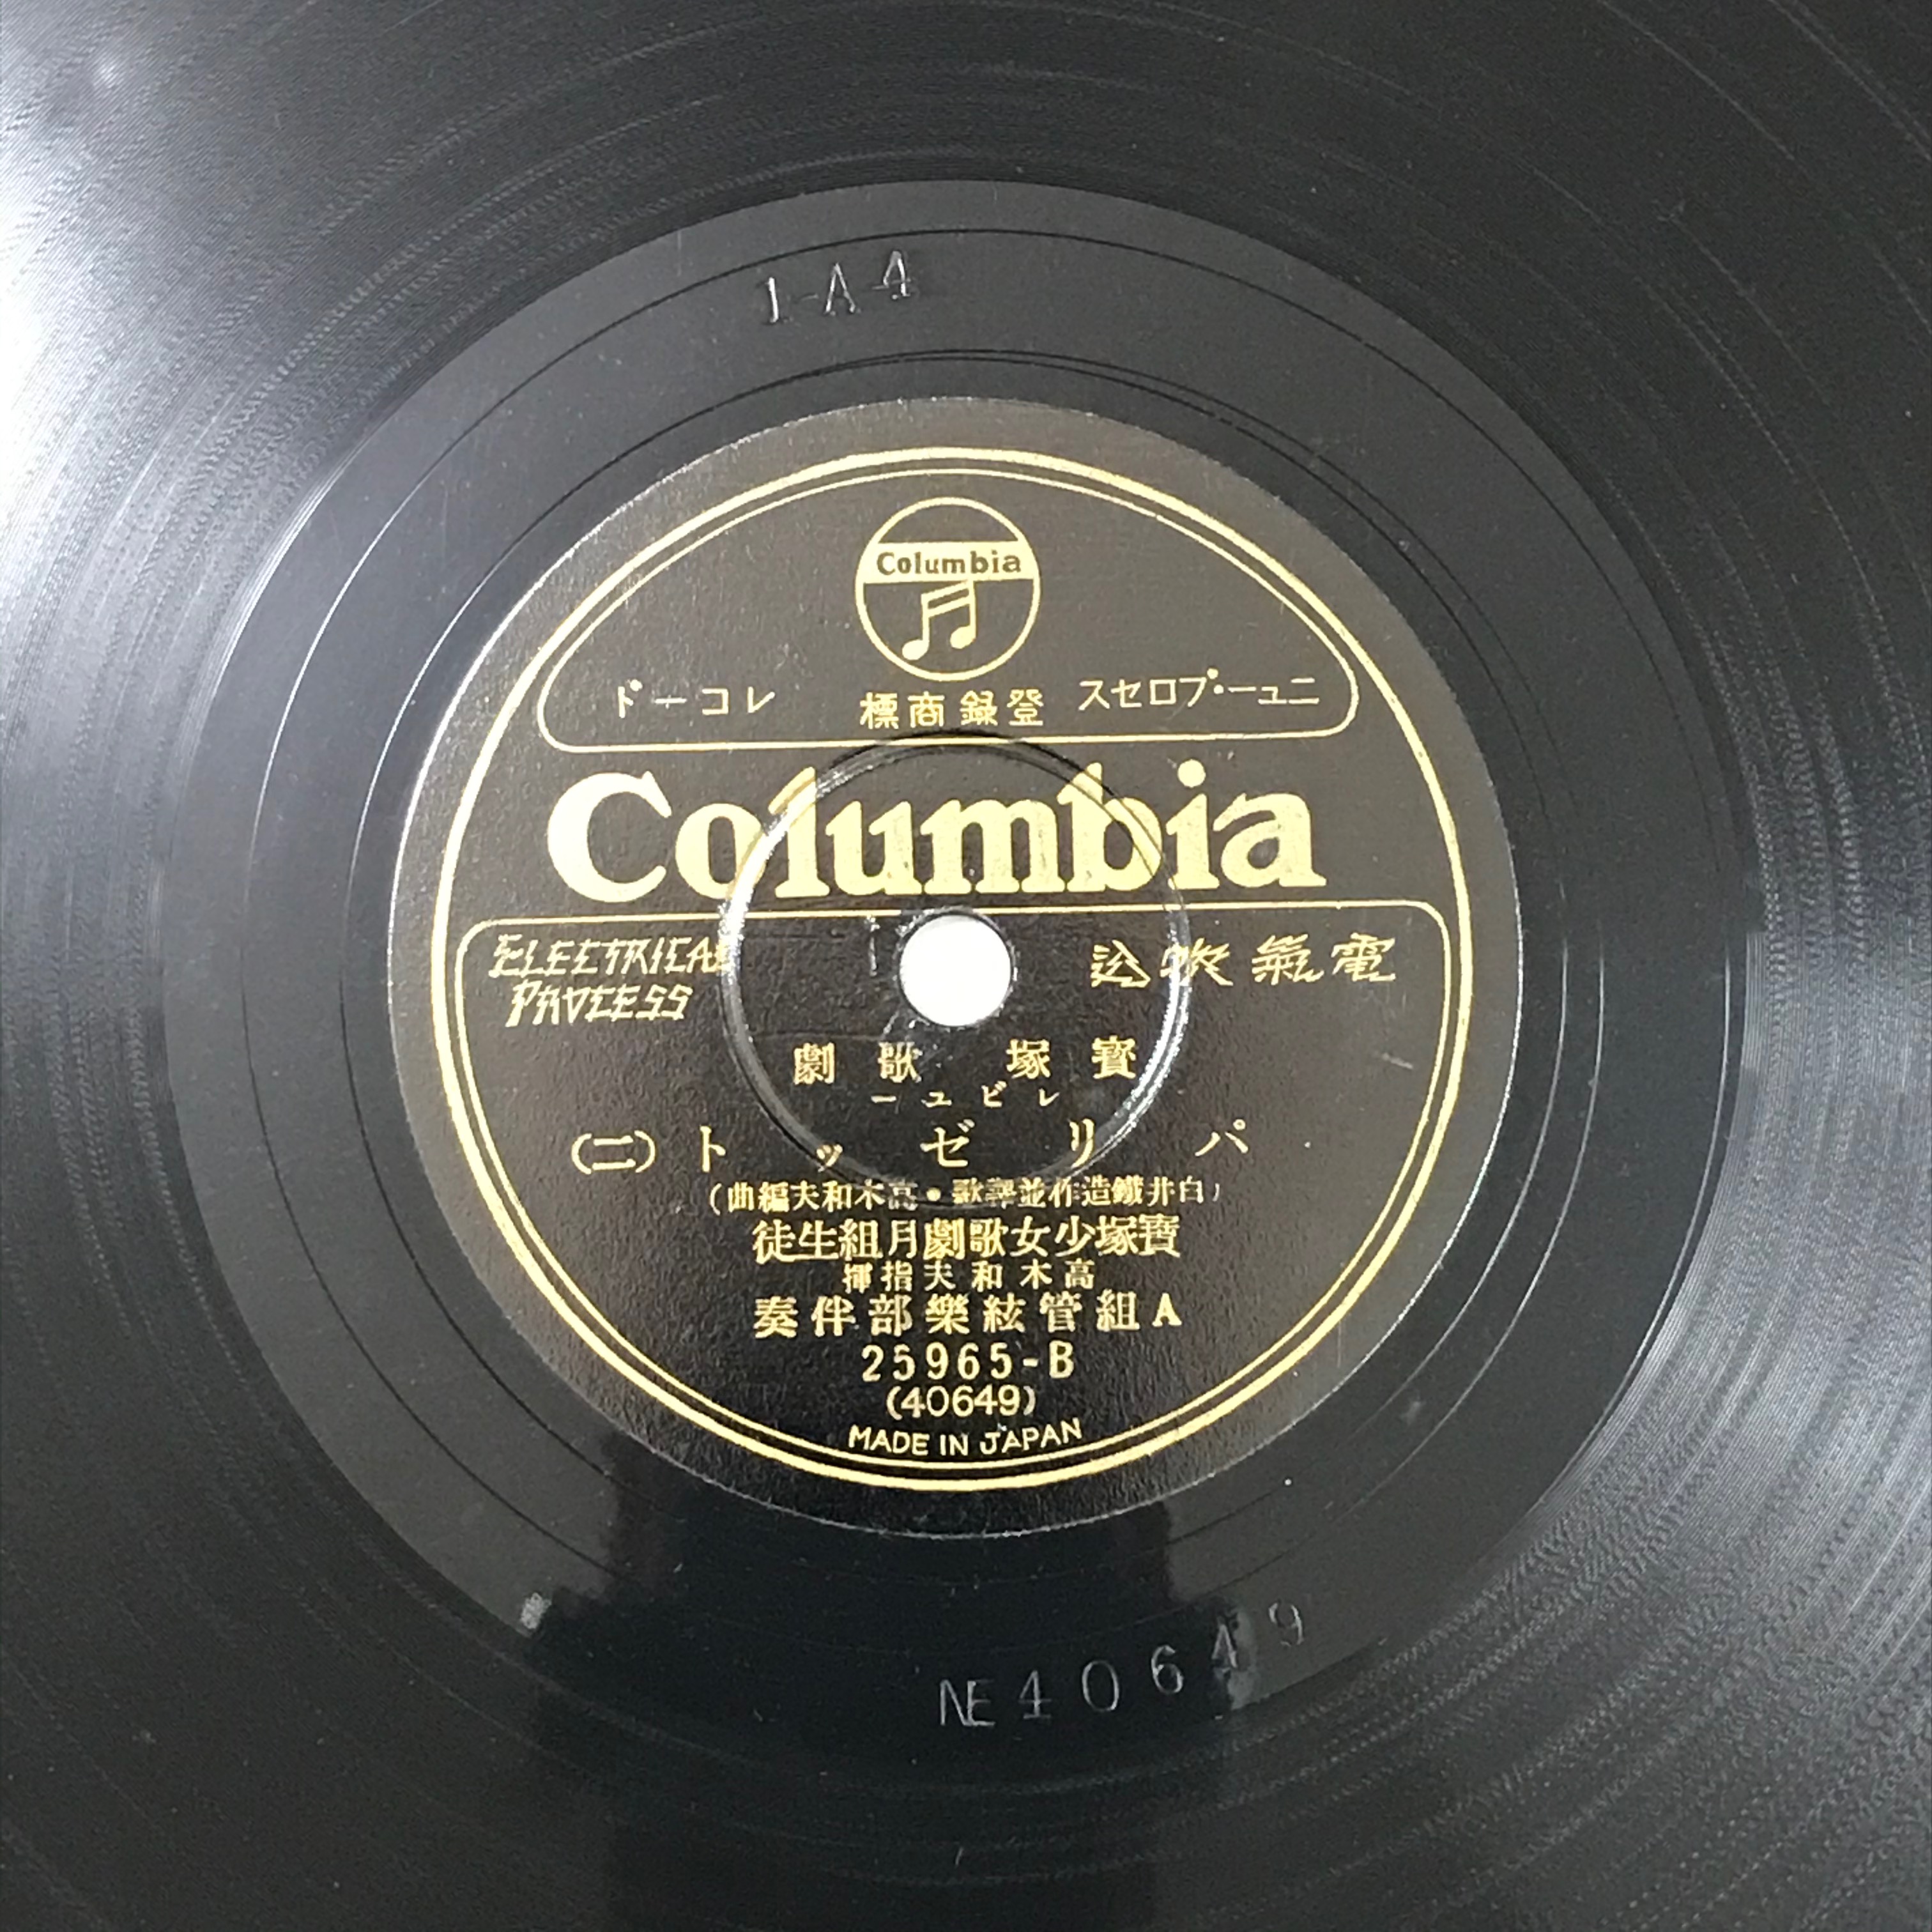 1-A4
Columbia
ニュー・プロセス 登録商標 レコード
Columbia
ELECTRICAL
PROCESS
電氣吹込
寶塚 歌劇
レビユー
パリゼット (二)
(白井鐵造作並譯歌・高木和夫編曲)
寶塚少女歌劇月組生徒
高木和夫指揮
A組管絃樂部伴奏
25965-B
(40649)
MADE IN JAPAN
NE40649